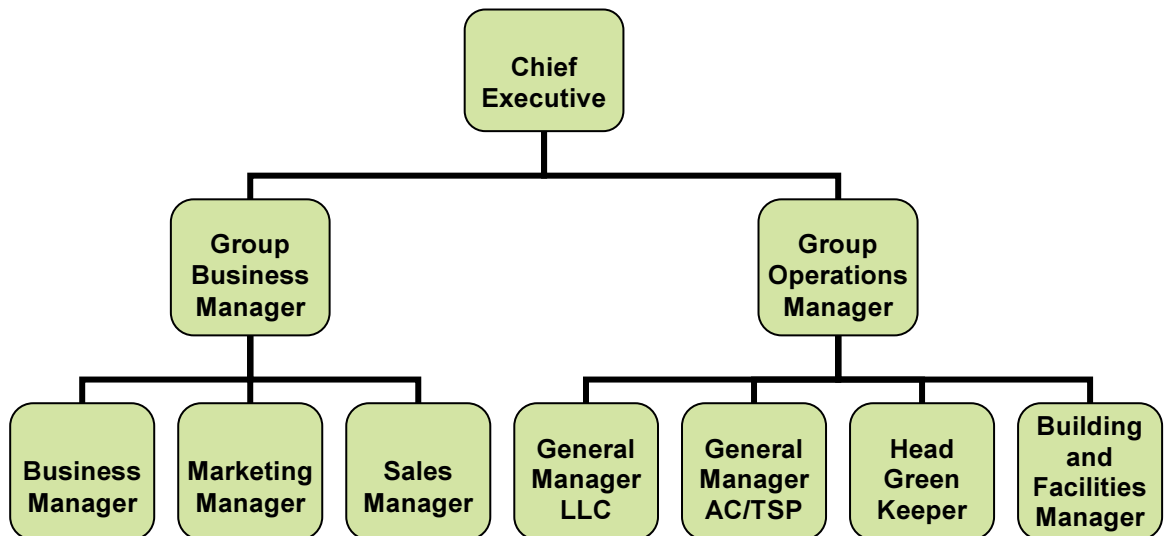 Chief
Executive
Group
Business
Manager
Group
Operations
Manager
Business
Manager
Marketing
Manager
Sales
Manager
General
Manager
LLC
General
Manager
AC/TSP
Head
Green
Keeper
Building
and
Facilities
Manager